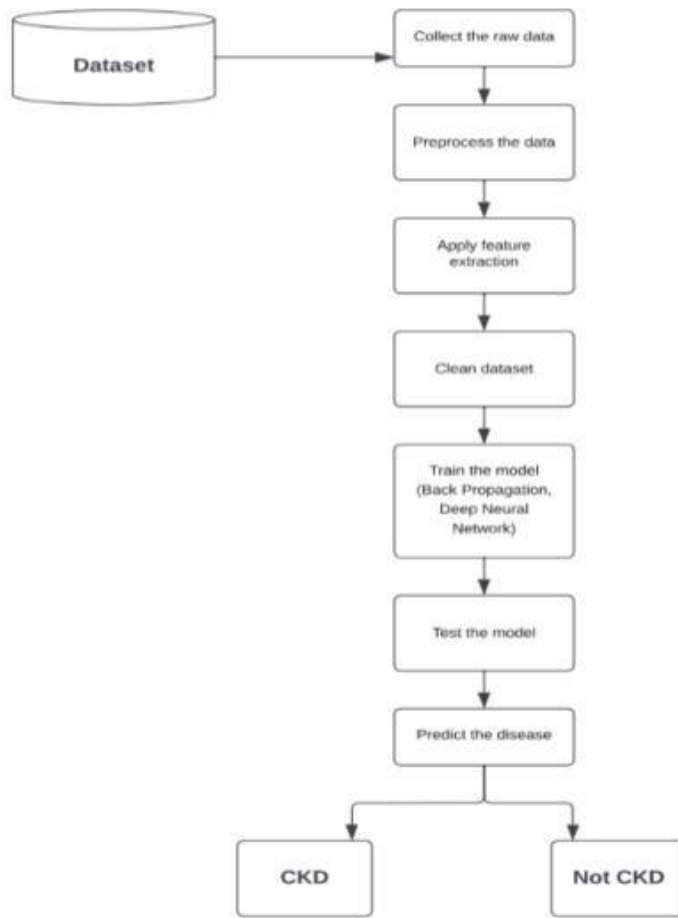 Dataset
Collect the raw data
Preprocess the data
Apply feature
extraction
Clean dataset
Train the model
(Back Propagation,
Deep Neural
Network)
Test the model
Predict the disease
CKD
Not CKD